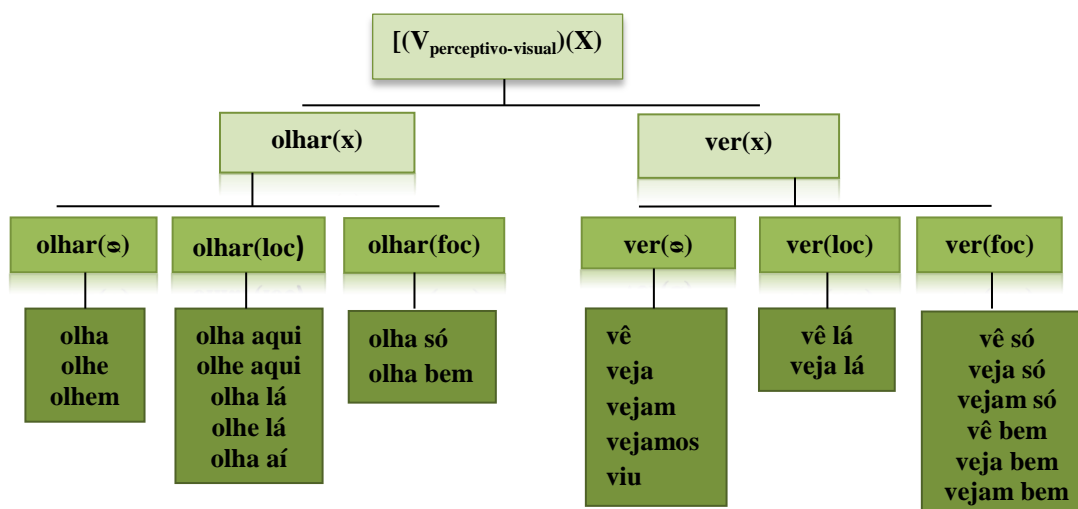 [(Vperceptivo-visual)(X)
olhar(x)
ver(x)
olhar(ɷ)
olhar(loc)
olhar(foc)
ver(ɷ)
ver(loc)
ver(foc)
olha
olhe
olhem
olha aqui
olhe aqui
olha lá
olhe lá
olha aí
olha só
olha bem
vê
veja
vejam
vejamos
viu
vê lá
veja lá
vê só
veja só
vejam só
vê bem
veja bem
vejam bem